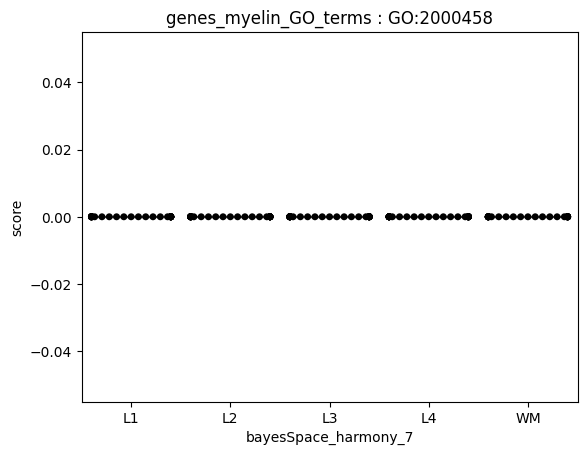 genes_myelin_GO_terms : GO:2000458
0.04
0.02
0.00
−0.02
−0.04
score
L1 L2 L3 L4 WM
bayesSpace_harmony_7